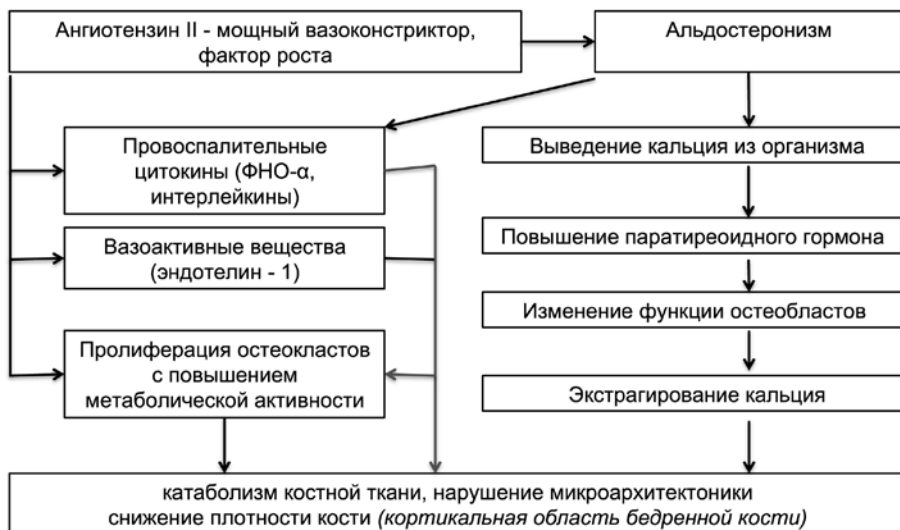 Ангиотензин II - мощный вазоконстриктор,
фактор роста
Альдостеронизм
Провоспалительные
цитокины (ФНО-α,
интерлейкины)
Вазоактивные вещества
(эндотелин - 1)
Пролиферация остеокластов
с повышением
метаболической активности
Выведение кальция из организма
Повышение паратиреоидного гормона
Изменение функции остеобластов
Экстрагирование кальция
катаболизм костной ткани, нарушение микроархитектоники
снижение плотности кости (кортикальная область бедренной кости)